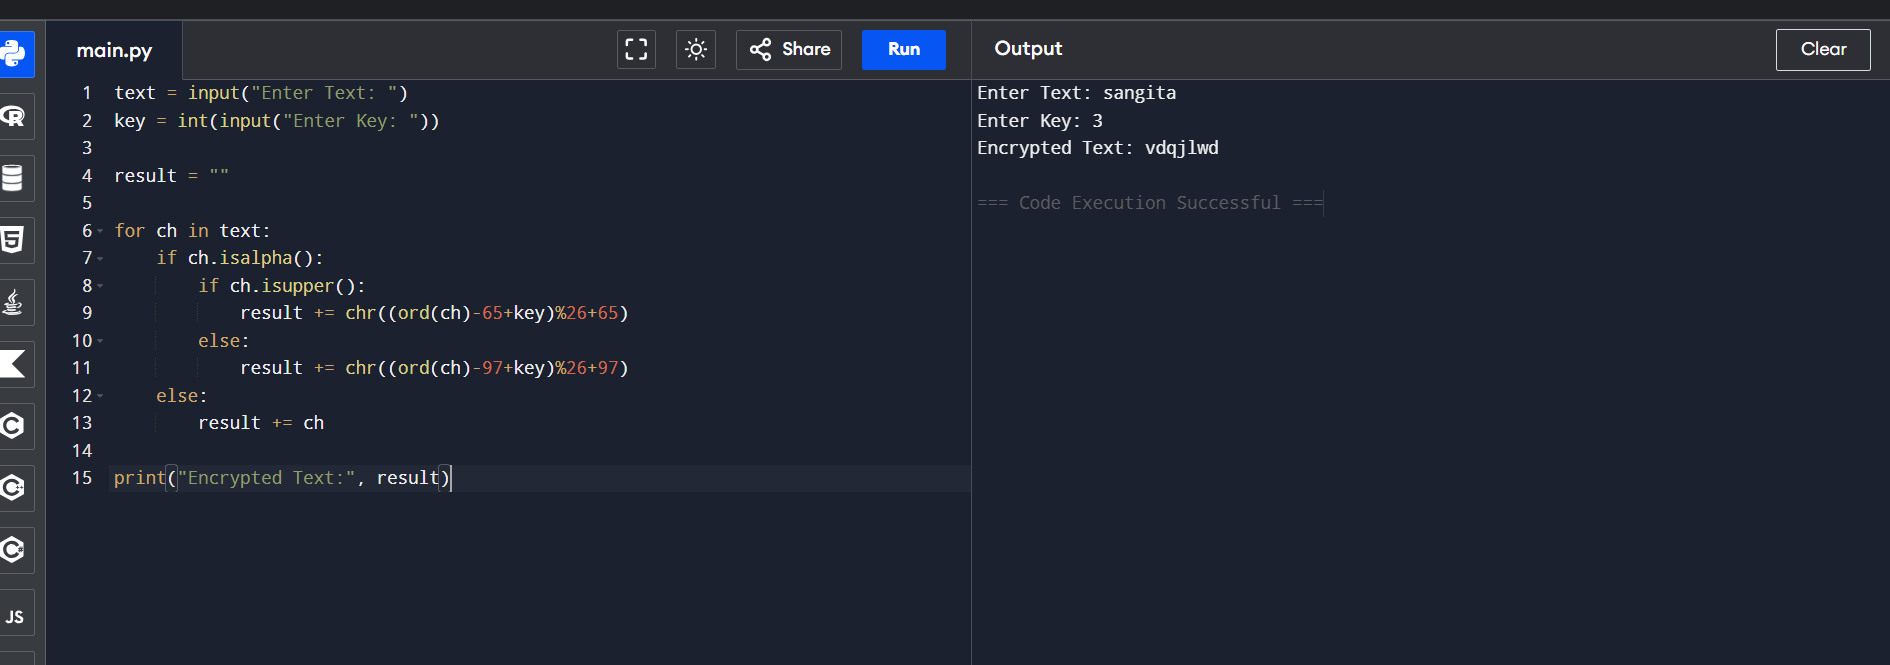 main.py
Share
Run
Output
Clear
1 text = input("Enter Text: ")
2 key = int(input("Enter Key: "))
3
4 result = ""
5
6 for ch in text:
7     if ch.isalpha():
8         if ch.isupper():
9             result += chr((ord(ch)-65+key)%26+65)
10         else:
11             result += chr((ord(ch)-97+key)%26+97)
12     else:
13         result += ch
14
15 print("Encrypted Text:", result)
Enter Text: sangita
Enter Key: 3
Encrypted Text: vdqjlwd
=== Code Execution Successful ===
R
5
C
C+
C#
JS